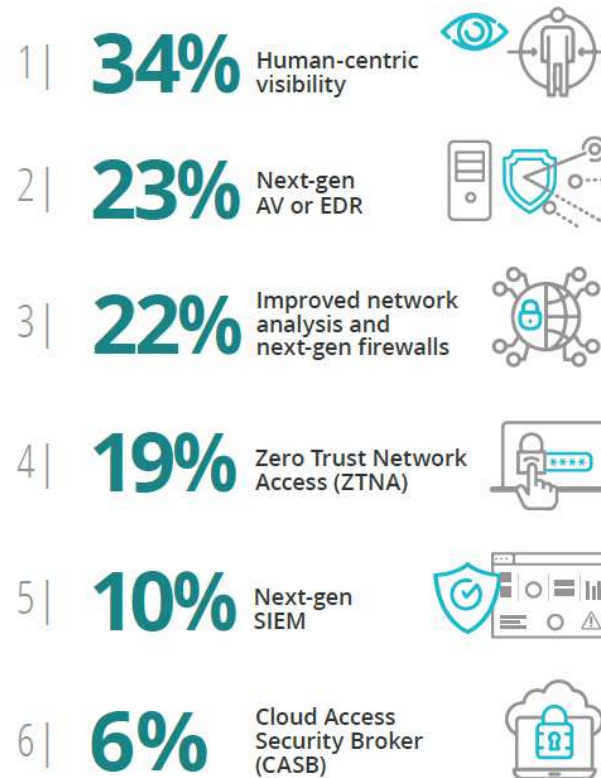 1| 34% Human-centric
visibility
2| 23% Next-gen
AV or EDR
3| 22% Improved network
analysis and
next-gen firewalls
4| 19% Zero Trust Network
Access (ZTNA)
****
5| 10% Next-gen
SIEM
6| 6% Cloud Access
Security Broker
(CASB)